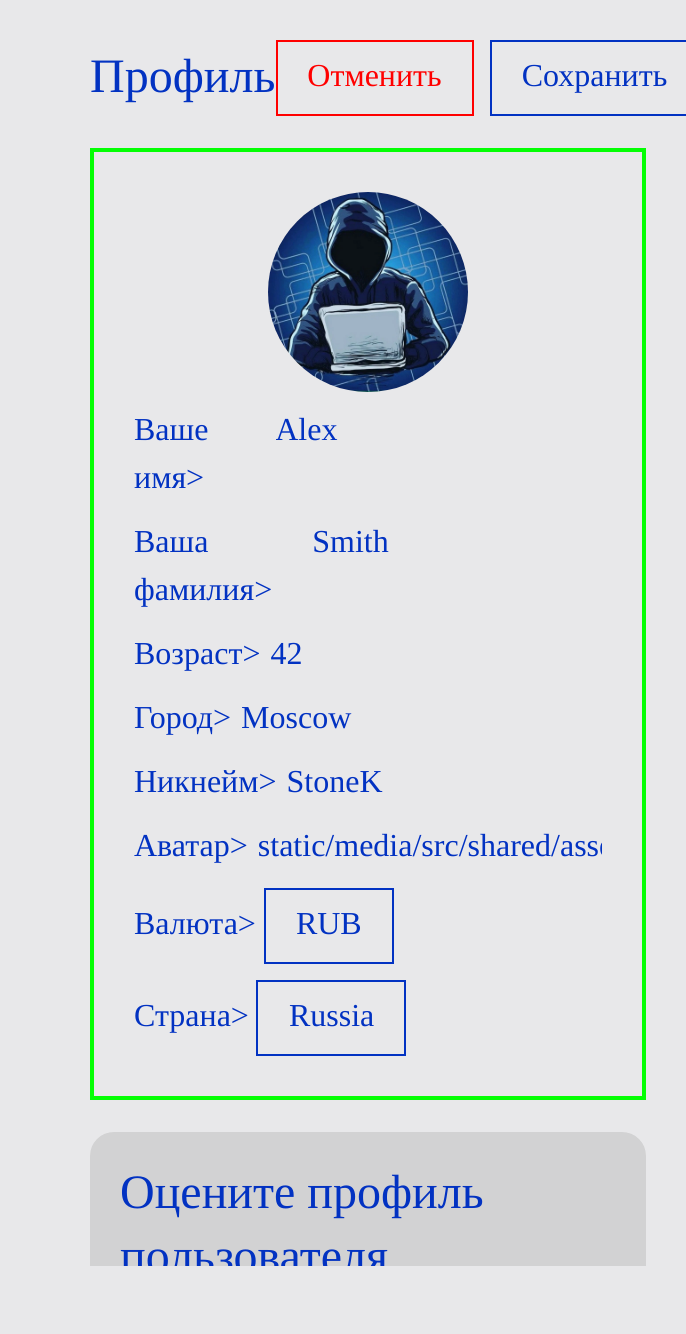 Профиль Отменить Сохранить
Ваше Alex
имя>
Ваша Smith
фамилия>
Возраст> 42
Город> Moscow
Никнейм> StoneK
Аватар> static/media/src/shared/ass
Валюта> RUB
Страна> Russia
Оцените профиль
пользователя